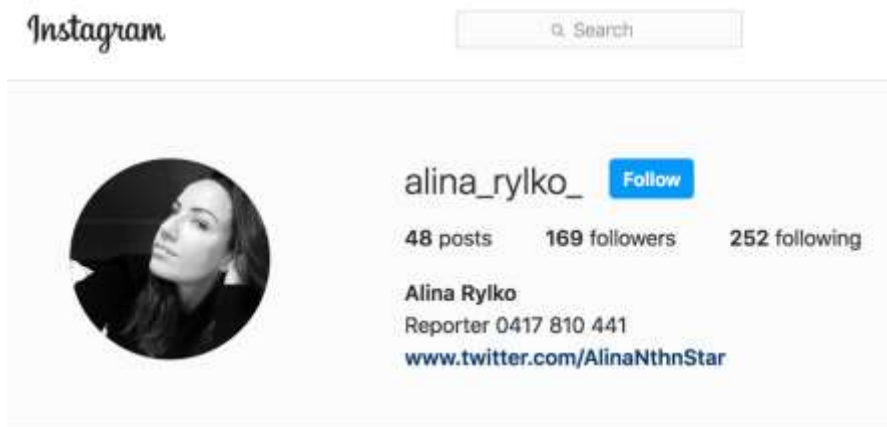 Instagram
Search
alina_rylko_ Follow
48 posts 169 followers 252 following
Alina Rylko
Reporter 0417 810 441
www.twitter.com/AlinaNthnStar